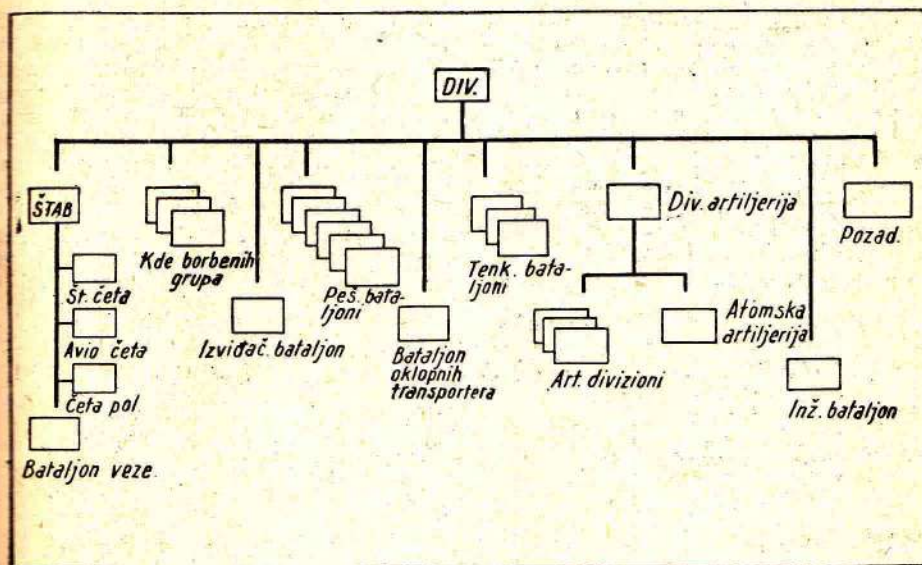 DIV.
ŠTAB
Št. četa
Avio četa
Četa pol.
Bataljon veze.
Kde borbenih
grupa
Izviđač. bataljon
Peš. bata-
ljoni
Bataljon
oklopnih
transportera
Tenk. bata-
ljoni
Div. artiljerija
Art. divizioni
Atomska
artiljerija
Inž. bataljon
Pozad.